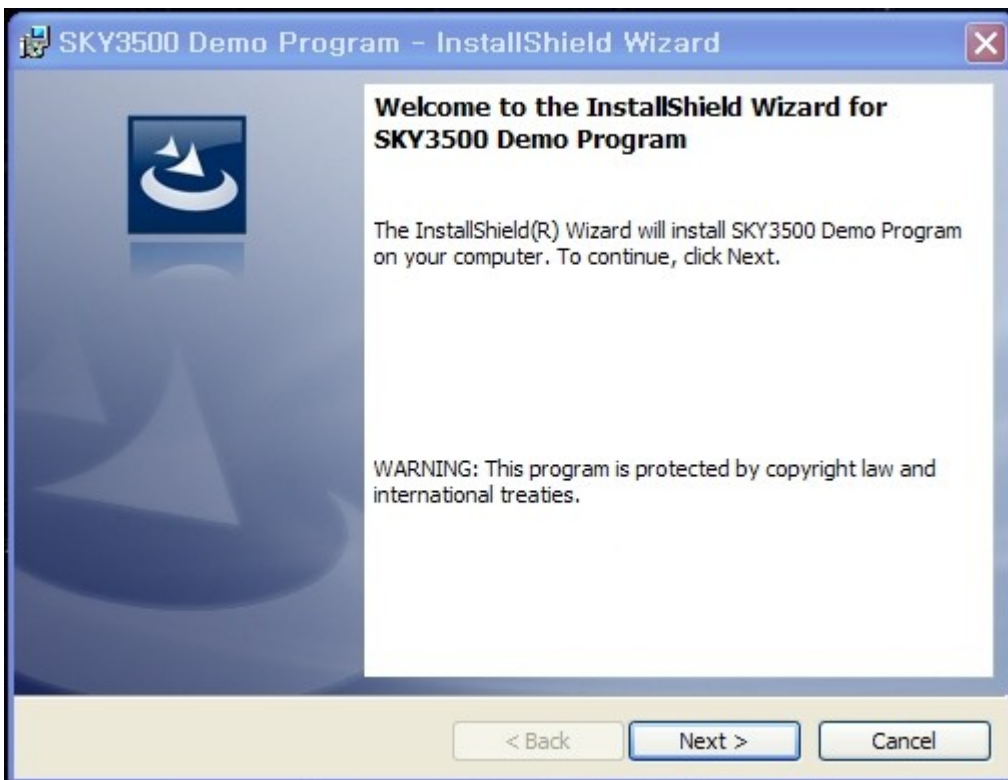 SKY3500 Demo Program - InstallShield Wizard
Welcome to the InstallShield Wizard for
SKY3500 Demo Program
The InstallShield(R) Wizard will install SKY3500 Demo Program
on your computer. To continue, click Next.
WARNING: This program is protected by copyright law and
international treaties.
< Back
Next >
Cancel